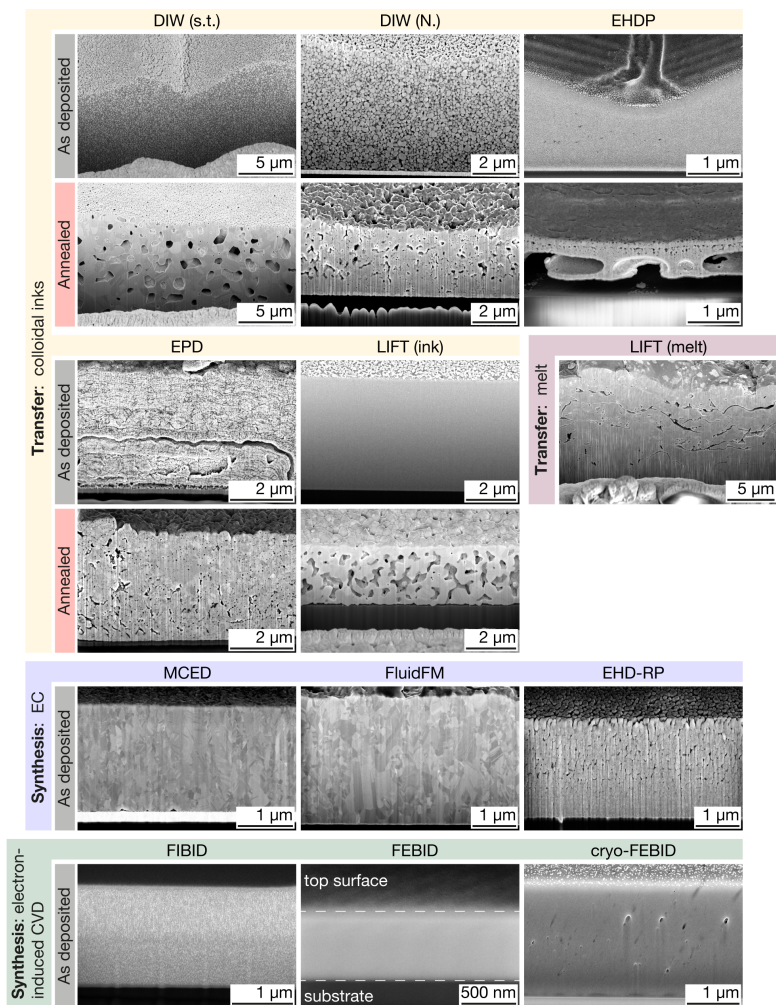 DIW (s.t.)
DIW (N.)
EHDP
As deposited
5 µm
2 µm
1 µm
Annealed
5 µm
2 µm
1 µm
Transfer: colloidal inks
EPD
LIFT (ink)
LIFT (melt)
As deposited
2 µm
2 µm
Transfer: melt
5 µm
Annealed
2 µm
2 µm
MCED
FluidFM
EHD-RP
Synthesis: EC
As deposited
1 µm
1 µm
1 µm
FIBID
FEBID
cryo-FEBID
Synthesis: electron-
induced CVD
As deposited
top surface
1 µm
substrate
500 nm
1 µm